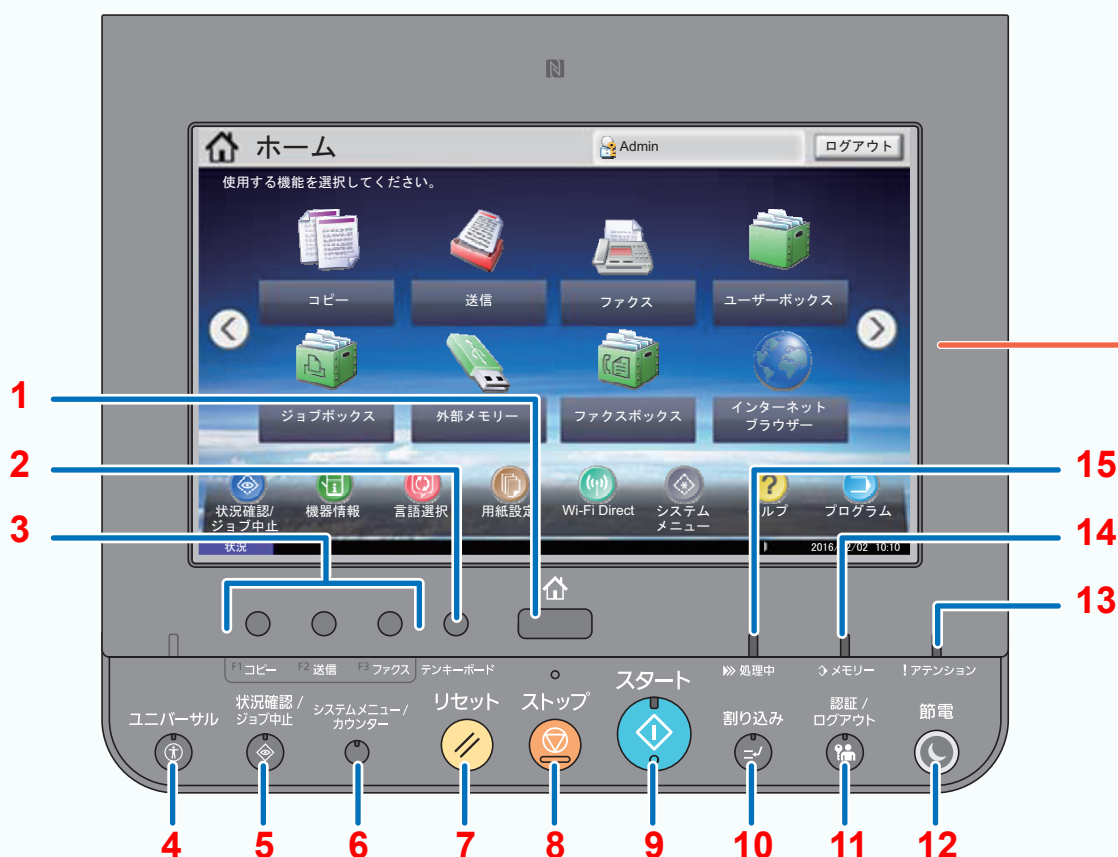 ホーム
Admin
ログアウト
使用する機能を選択してください。
コピー
送信
ファクス
ユーザーボックス
ジョブボックス
外部メモリー
ファクスボックス
インターネット
ブラウザー
状況確認/
ジョブ中止
機器情報
言語選択
用紙設定
Wi-Fi Direct
システム
メニュー
ヘルプ
プログラム
状況
10:10
1
2
3
15
14
13
F1 コピー
F2 送信
F3 ファクス
テンキーボード
処理中
メモリー
!アテンション
ユニバーサル
状況確認 /
ジョブ中止
システムメニュー /
カウンター
リセット
ストップ
スタート
割り込み
認証 /
ログアウト
節電
4
5
6
7
8
9
10
11
12